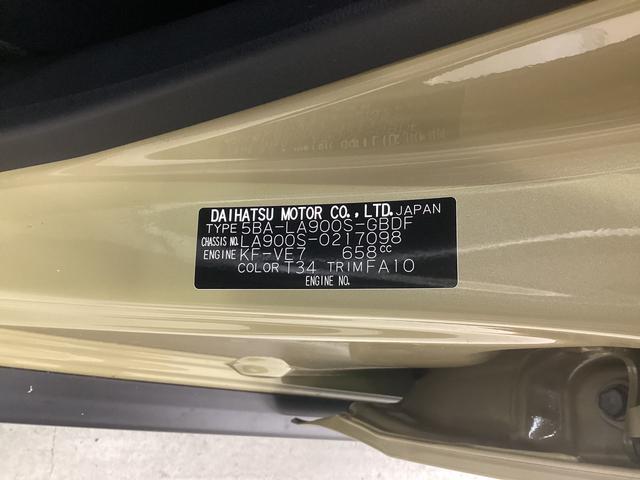 DAIHATSU MOTOR CO., LTD. JAPAN
TYPE 5BA-LA900S-GBDF
CHASSIS NO. LA900S-0217098
ENGINE KF-VE7 658CC
COLOR T34 TRIM FA10
ENGINE NO.